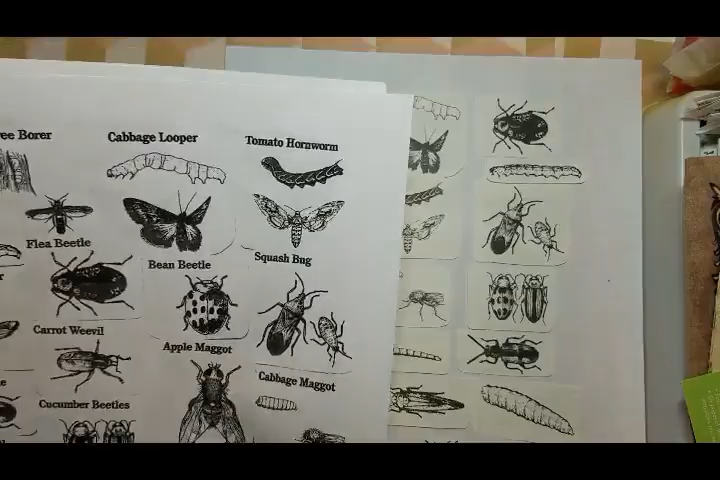 ee Borer
Cabbage Looper
Tomato Hornworm
Flea Beetle
Bean Beetle
Squash Bug
Carrot Weevil
Apple Maggot
Cabbage Maggot
Cucumber Beetles